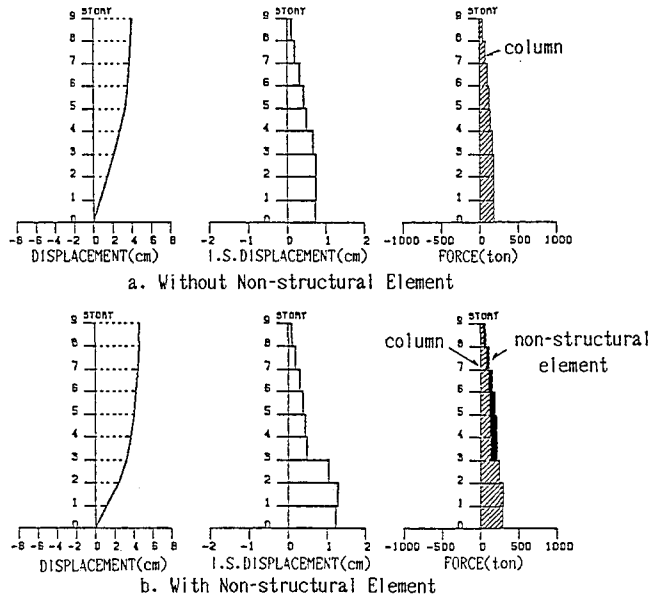 STORY
STORY
STORY
9
8
7
6
5
4
3
2
1
0
9
8
7
6
5
4
3
2
1
0
9
8
7
6
5
4
3
2
1
0
column
-8 -6 -4 -2 0 2 4 6 8
-2 -1 0 1 2
-1000 -500 0 500 1000
DISPLACEMENT(cm)
I.S.DISPLACEMENT(cm)
FORCE(ton)
a. Without Non-structural Element
STORY
STORY
STORY
9
8
7
6
5
4
3
2
1
0
9
8
7
6
5
4
3
2
1
0
9
8
7
6
5
4
3
2
1
0
column
non-structural
element
-8 -6 -4 -2 0 2 4 6 8
-2 -1 0 1 2
-1000 -500 0 500 1000
DISPLACEMENT(cm)
I.S.DISPLACEMENT(cm)
FORCE(ton)
b. With Non-structural Element